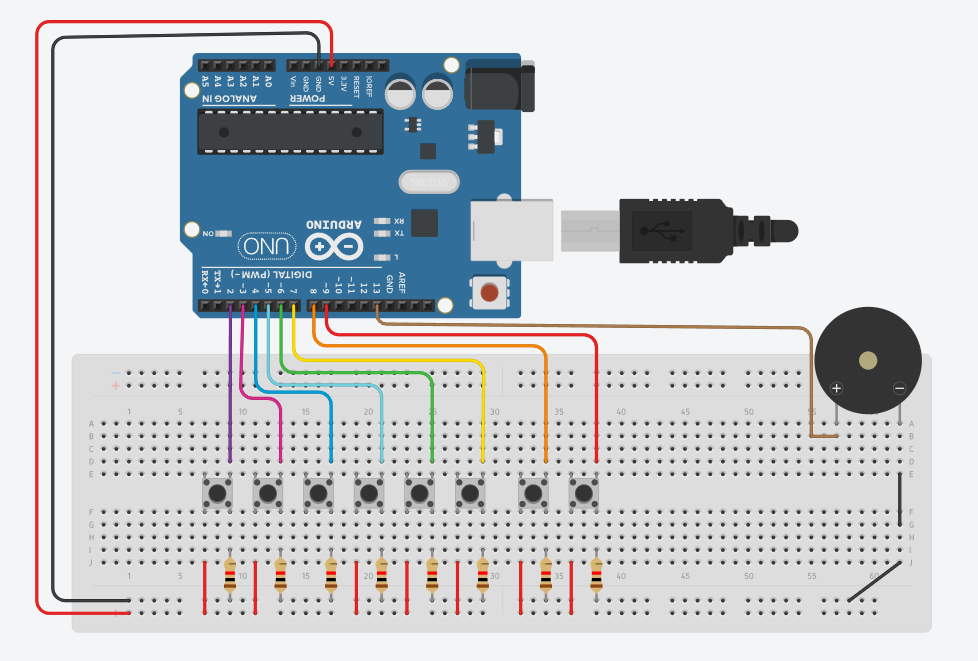 A5 A4 A3 A2 A1 A0 Vin GND GND 5V 3.3V RESET IOREF
ANALOG IN POWER
RX
TX
L
ON
UNO
ARDUINO
DIGITAL (PWM~)
RX←0 TX→1 2 ~3 4 ~5 ~6 7 8 ~9 ~10 ~11 12 13 GND AREF
+ −
−
+
1 5 10 15 20 25 30 35 40 45 50 55 60
A A
B B
C C
D D
E E
F F
G G
H H
I I
J J
1 5 10 15 20 25 30 35 40 45 50 55 60